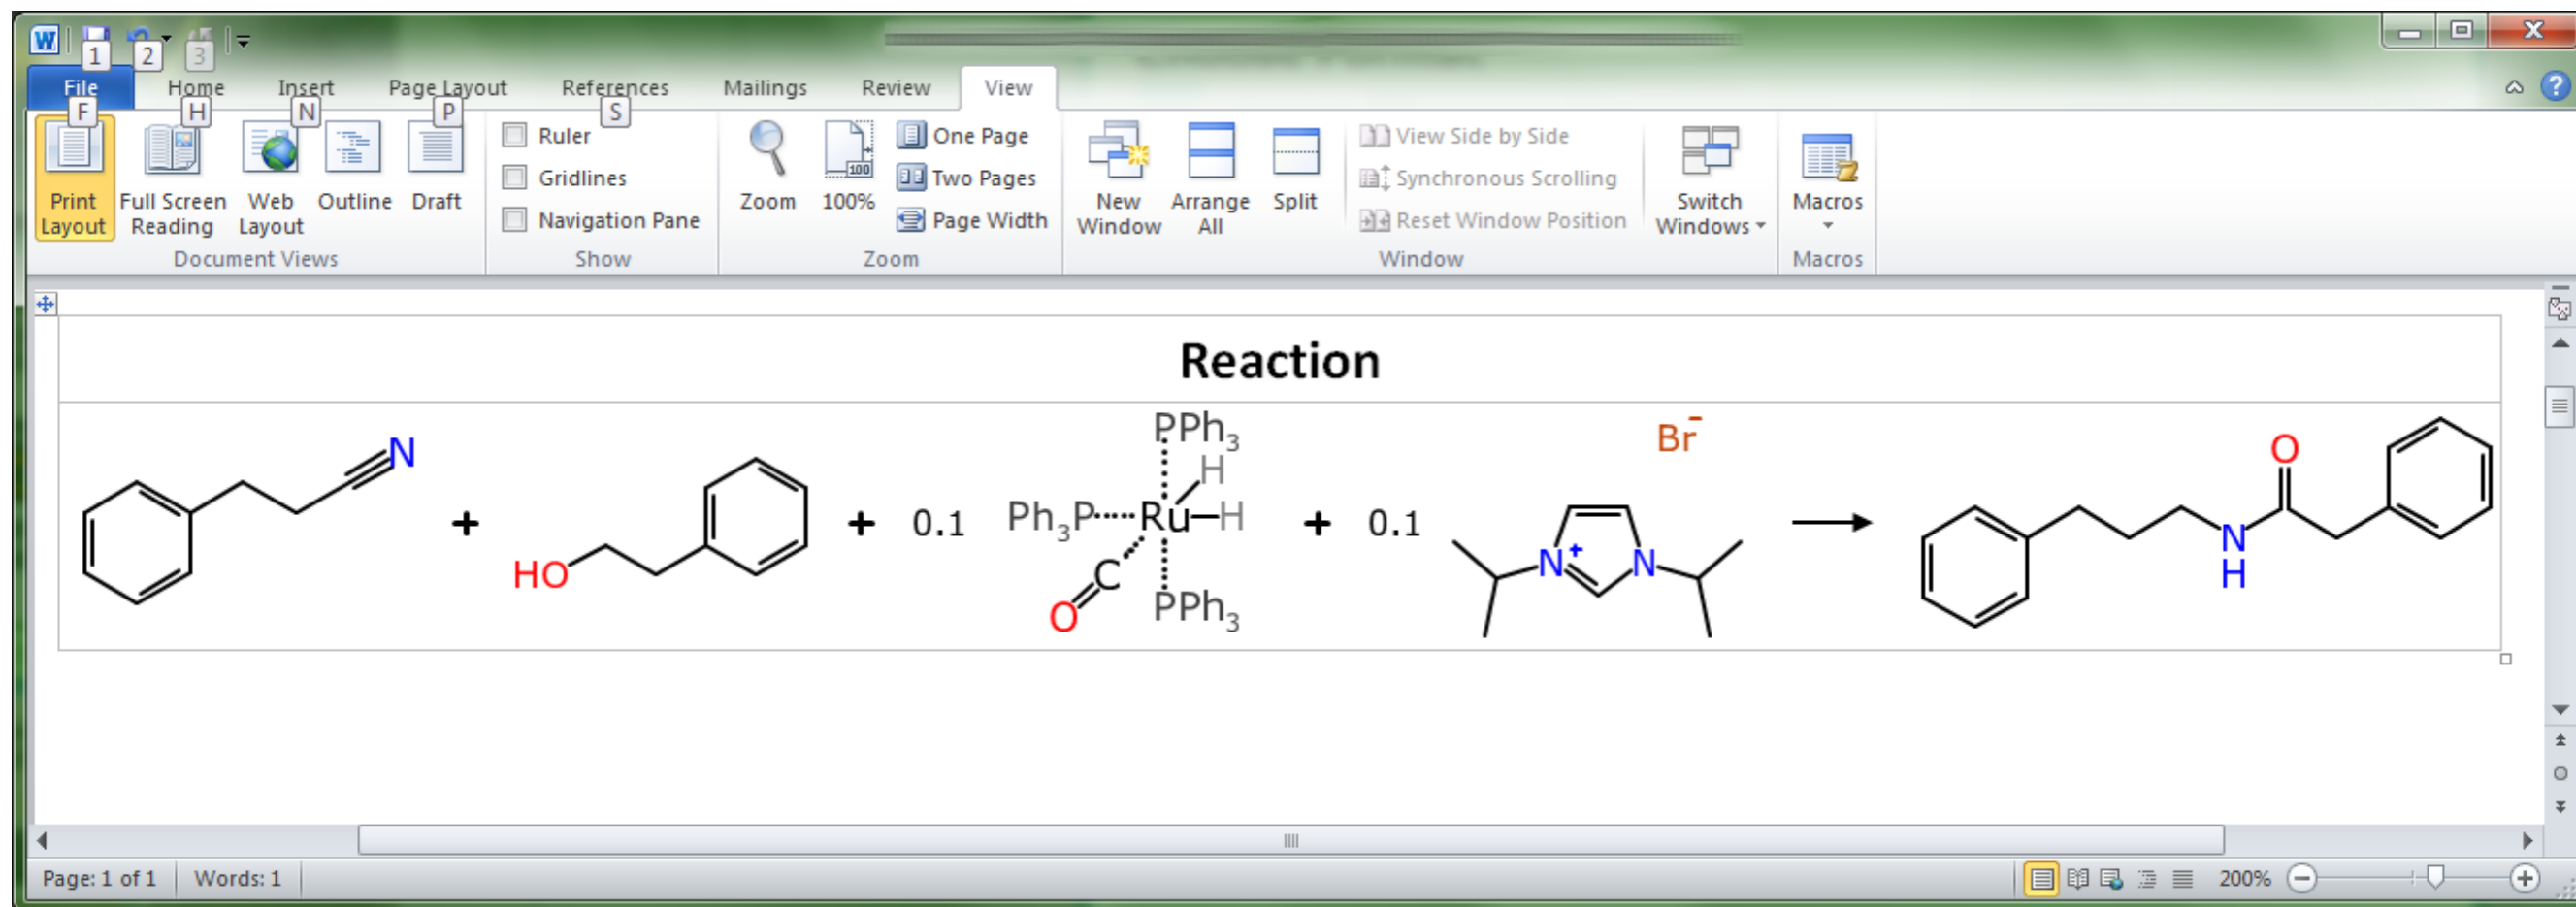 W
1 2 3
File Home Insert Page Layout References Mailings Review View
F H N P S
Print Layout
Full Screen Reading
Web Layout
Outline
Draft
Document Views
Ruler
Gridlines
Navigation Pane
Show
Zoom
100
100%
One Page
Two Pages
Page Width
Zoom
New Window
Arrange All
Split
View Side by Side
Synchronous Scrolling
Reset Window Position
Switch Windows
Window
Macros
Macros
Reaction
N
+
HO
+
0.1
PPh3
H
Ph3P Ru H
C
O
PPh3
+
0.1
Br-
N+ N
O
N
H
Page: 1 of 1 Words: 1 200%